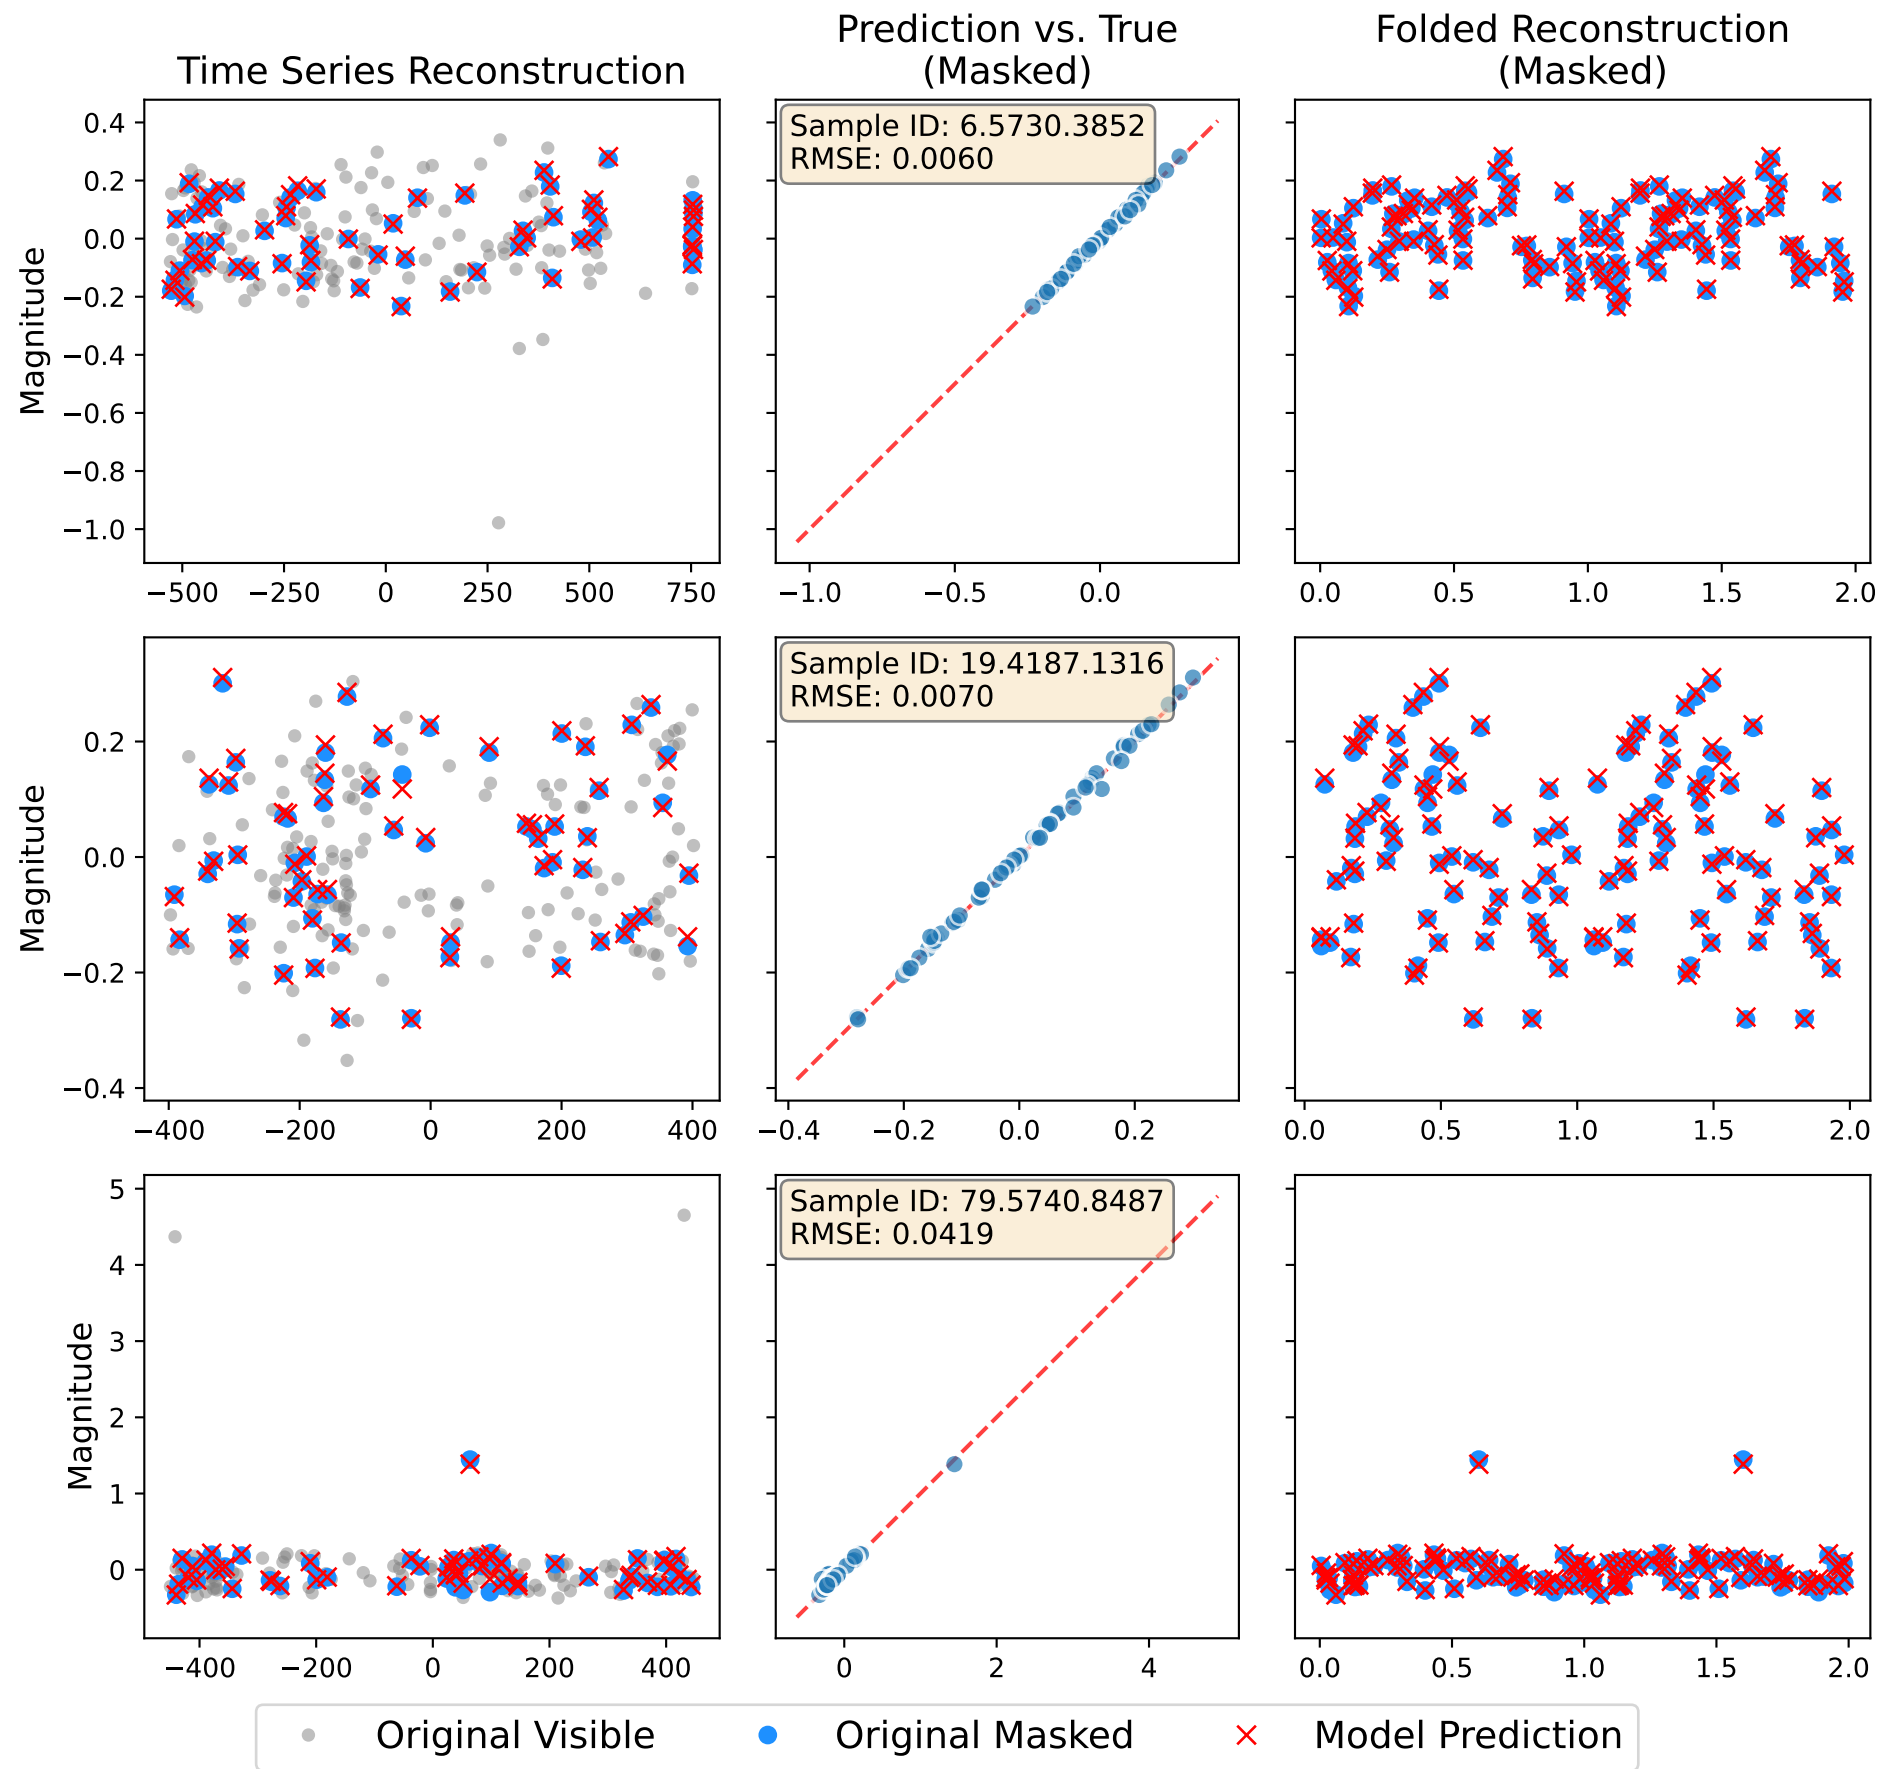 Time Series Reconstruction
Prediction vs. True
(Masked)
Folded Reconstruction
(Masked)
Magnitude
0.4
0.2
0.0
−0.2
−0.4
−0.6
−0.8
−1.0
−500 −250 0 250 500 750
Sample ID: 6.5730.3852
RMSE: 0.0060
−1.0 −0.5 0.0
0.0 0.5 1.0 1.5 2.0
Magnitude
0.2
0.0
−0.2
−0.4
−400 −200 0 200 400
Sample ID: 19.4187.1316
RMSE: 0.0070
−0.4 −0.2 0.0 0.2
0.0 0.5 1.0 1.5 2.0
Magnitude
5
4
3
2
1
0
−400 −200 0 200 400
Sample ID: 79.5740.8487
RMSE: 0.0419
0 2 4
0.0 0.5 1.0 1.5 2.0
Original Visible Original Masked Model Prediction